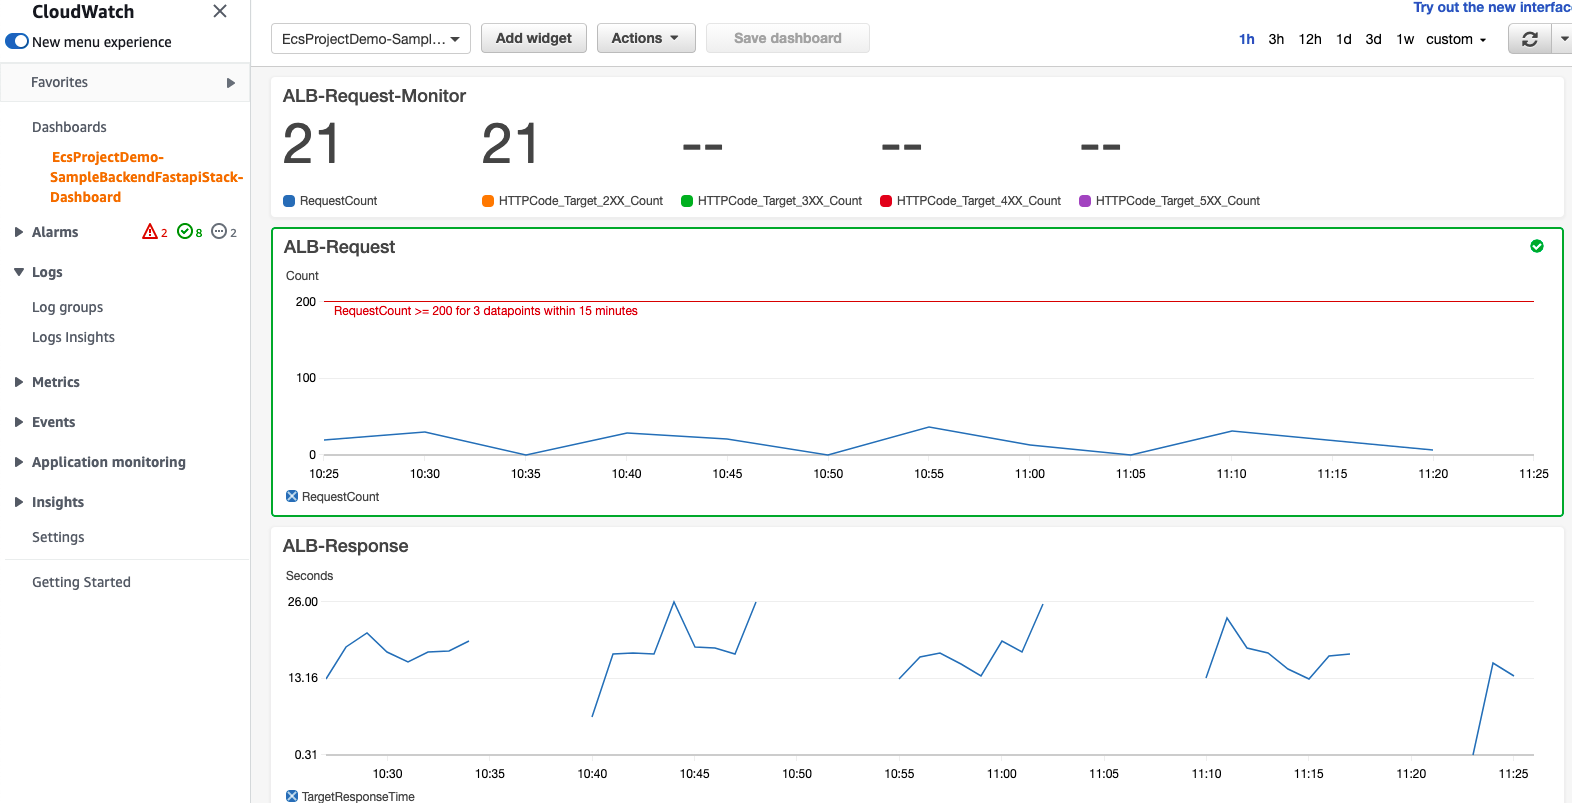 CloudWatch
New menu experience
Favorites
Dashboards
EcsProjectDemo-
SampleBackendFastapiStack-
Dashboard
Alarms 2 8 2
Logs
Log groups
Logs Insights
Metrics
Events
Application monitoring
Insights
Settings
Getting Started
Try out the new interfac
EcsProjectDemo-Sampl... Add widget Actions Save dashboard 1h 3h 12h 1d 3d 1w custom
ALB-Request-Monitor
21 21 -- -- --
RequestCount HTTPCode_Target_2XX_Count HTTPCode_Target_3XX_Count HTTPCode_Target_4XX_Count HTTPCode_Target_5XX_Count
ALB-Request
Count
200
RequestCount >= 200 for 3 datapoints within 15 minutes
100
0
10:25 10:30 10:35 10:40 10:45 10:50 10:55 11:00 11:05 11:10 11:15 11:20 11:25
RequestCount
ALB-Response
Seconds
26.00
13.16
0.31
10:30 10:35 10:40 10:45 10:50 10:55 11:00 11:05 11:10 11:15 11:20 11:25
TargetResponseTime